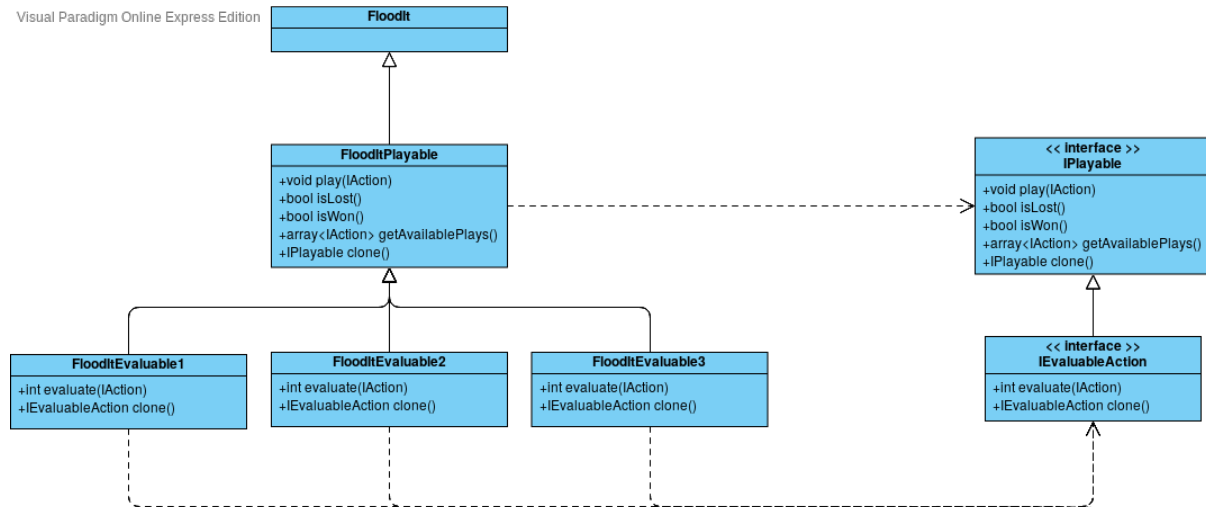 Visual Paradigm Online Express Edition
FloodIt
FloodItPlayable
+void play(IAction)
+bool isLost()
+bool isWon()
+array<IAction> getAvailablePlays()
+IPlayable clone()
<< Interface >>
IPlayable
+void play(IAction)
+bool isLost()
+bool isWon()
+array<IAction> getAvailablePlays()
+IPlayable clone()
FloodItEvaluable1
+int evaluate(IAction)
+IEvaluableAction clone()
FloodItEvaluable2
+int evaluate(IAction)
+IEvaluableAction clone()
FloodItEvaluable3
+int evaluate(IAction)
+IEvaluableAction clone()
<< Interface >>
IEvaluableAction
+int evaluate(IAction)
+IEvaluableAction clone()